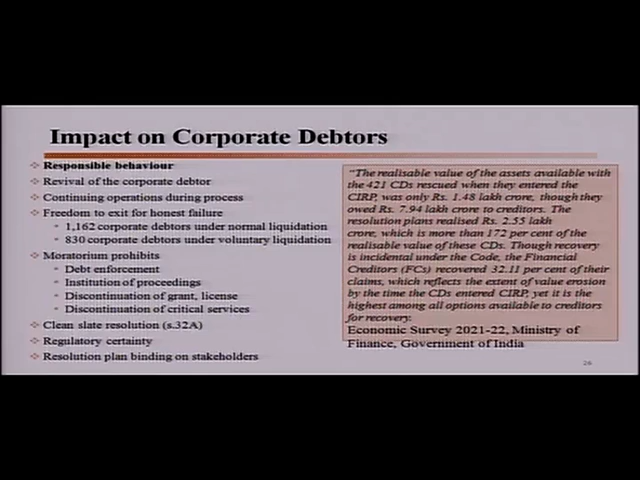 Impact on Corporate Debtors
Responsible behaviour
Revival of the corporate debtor
Continuing operations during process
Freedom to exit for honest failure
1,162 corporate debtors under normal liquidation
830 corporate debtors under voluntary liquidation
Moratorium prohibits
Debt enforcement
Institution of proceedings
Discontinuation of grant, license
Discontinuation of critical services
Clean slate resolution (s.32A)
Regulatory certainty
Resolution plan binding on stakeholders
"The realisable value of the assets available with
the 421 CDs rescued when they entered the
CIRP, was only Rs. 1.48 lakh crore, though they
owed Rs. 7.94 lakh crore to creditors. The
resolution plans realised Rs. 2.55 lakh
crore, which is more than 172 per cent of the
realisable value of these CDs. Though recovery
is incidental under the Code, the Financial
Creditors (FCs) recovered 32.11 per cent of their
claims, which reflects the extent of value erosion
by the time the CDs entered CIRP, yet it is the
highest among all options available to creditors
for recovery.
Economic Survey 2021-22, Ministry of
Finance, Government of India
26